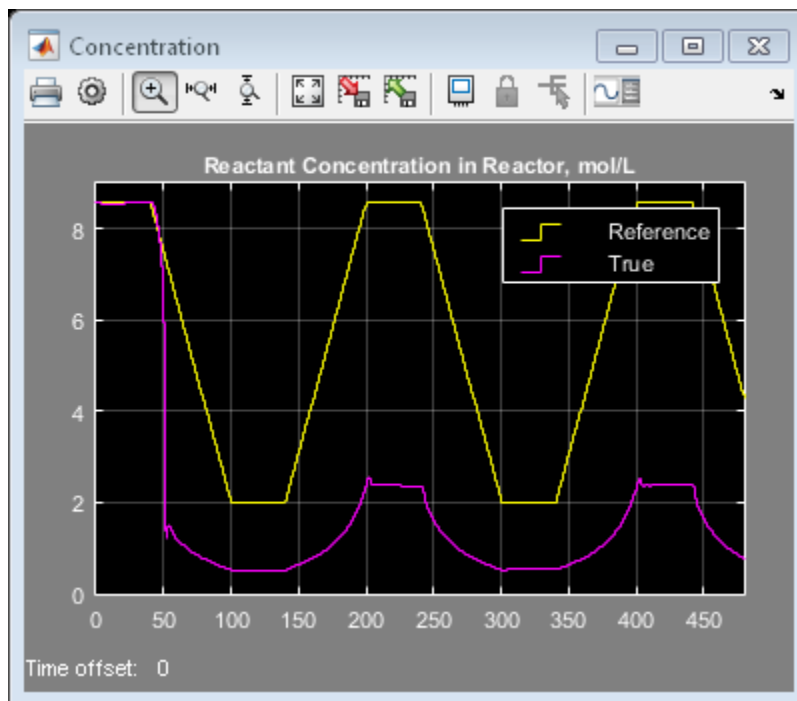 Concentration
Reactant Concentration in Reactor, mol/L
Reference
True
8
6
4
2
0
0 50 100 150 200 250 300 350 400 450
Time offset: 0